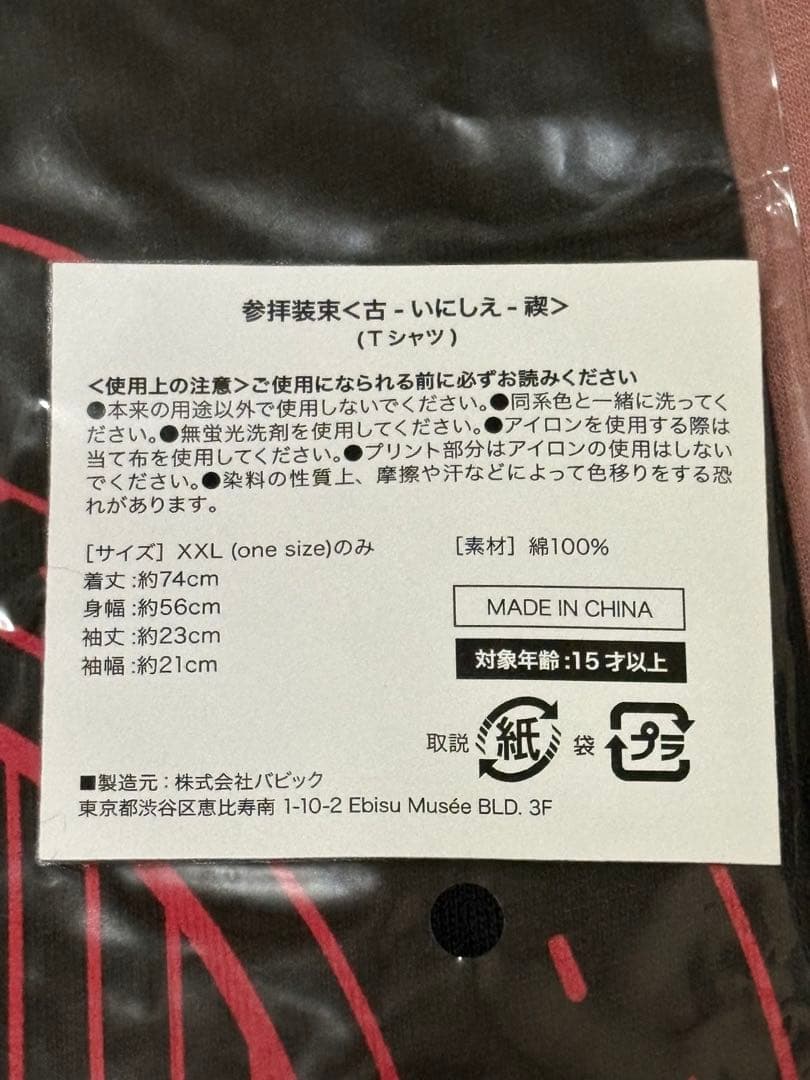 参拝装束<古-いにしえ-禊>
(Tシャツ)
<使用上の注意>ご使用になられる前に必ずお読みください
●本来の用途以外で使用しないでください。●同系色と一緒に洗ってく
ださい。●無蛍光洗剤を使用してください。●アイロンを使用する際は
当て布を使用してください。●プリント部分はアイロンの使用はしない
でください。●染料の性質上、摩擦や汗などによって色移りをする恐
れがあります。
[サイズ] XXL (one size)のみ
着丈:約74cm
身幅:約56cm
袖丈:約23cm
袖幅:約21cm
[素材] 綿100%
MADE IN CHINA
対象年齢:15才以上
取説 紙 袋 プラ
■製造元:株式会社バビック
東京都渋谷区恵比寿南 1-10-2 Ebisu Musée BLD. 3F